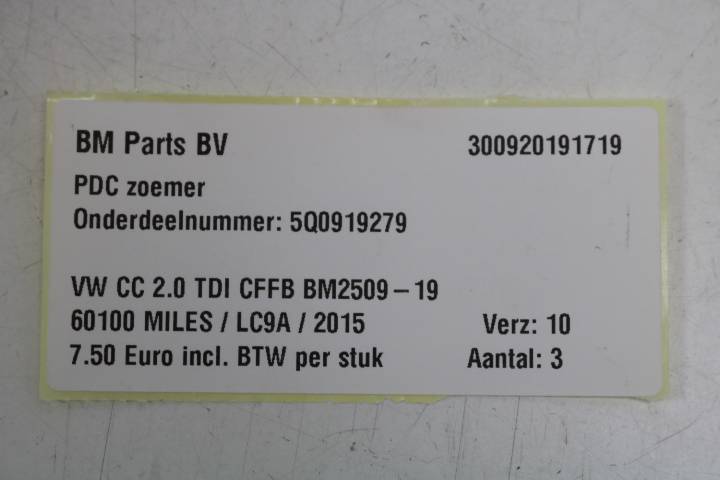 BM Parts BV 300920191719
PDC zoemer
Onderdeelnummer: 5Q0919279
VW CC 2.0 TDI CFFB BM2509-19
60100 MILES / LC9A / 2015 Verz: 10
7.50 Euro incl. BTW per stuk Aantal: 3